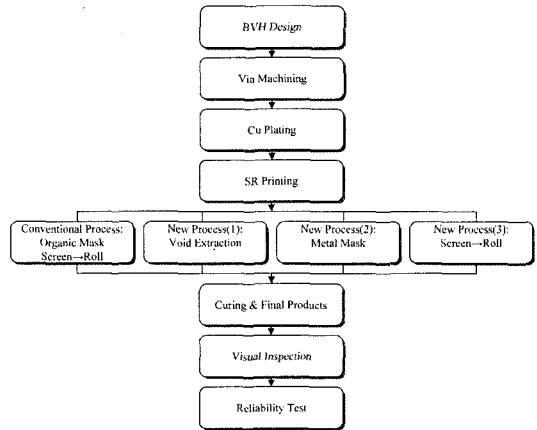 BVH Design
Via Machining
Cu Plating
SR Printing
Conventional Process:
Organic Mask
Screen→Roll
New Process(1):
Void Extraction
New Process(2):
Metal Mask
New Process(3):
Screen→Roll
Curing & Final Products
Visual Inspection
Reliability Test